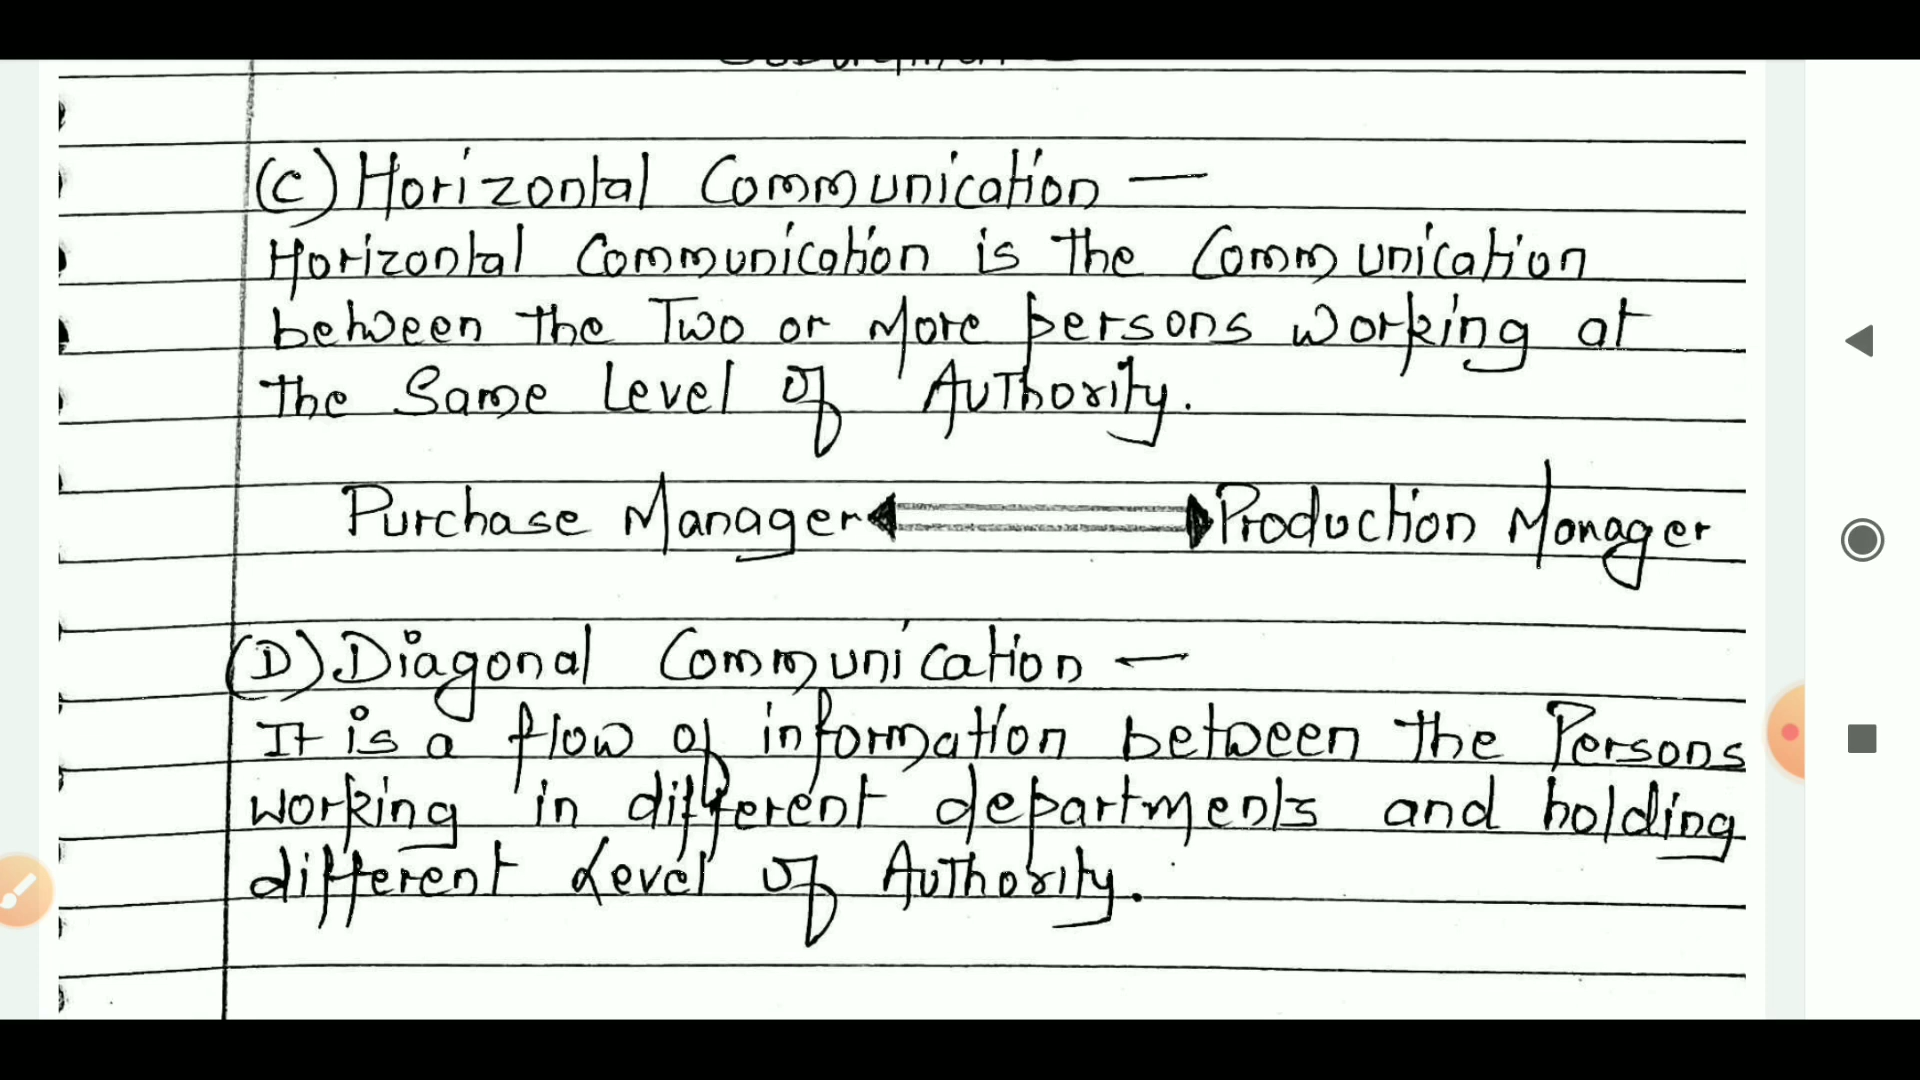 (C) Horizontal Communication —
Horizontal Communication is the Communication
between the Two or More persons working at
the Same Level of Authority.
Purchase Manager Production Manager
(D) Diagonal Communication —
It is a flow of information between the Persons
working in different departments and holding
different Level of Authority.